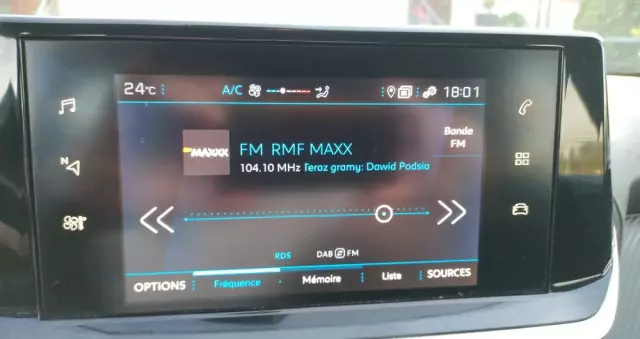 24°C A/C 18:01
Bande
FM
MAXXX
FM RMF MAXX
104.10 MHz Teraz gramy: Dawid Podsia
N
RDS DAB FM
OPTIONS Fréquence Mémoire Liste SOURCES